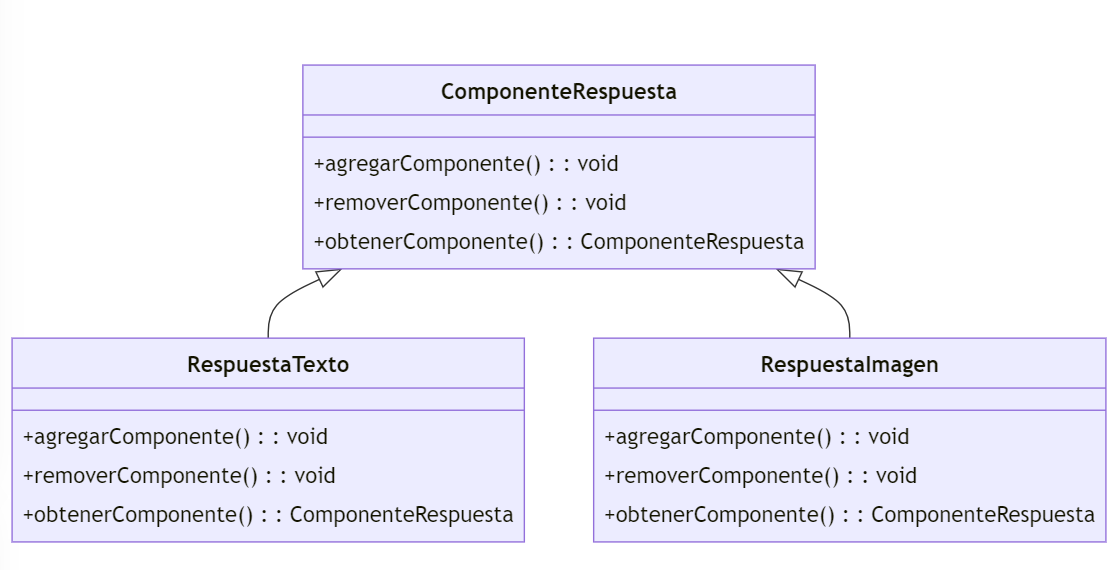 ComponenteRespuesta
+agregarComponente() : : void
+removerComponente() : : void
+obtenerComponente() : : ComponenteRespuesta
RespuestaTexto
+agregarComponente() : : void
+removerComponente() : : void
+obtenerComponente() : : ComponenteRespuesta
RespuestaImagen
+agregarComponente() : : void
+removerComponente() : : void
+obtenerComponente() : : ComponenteRespuesta